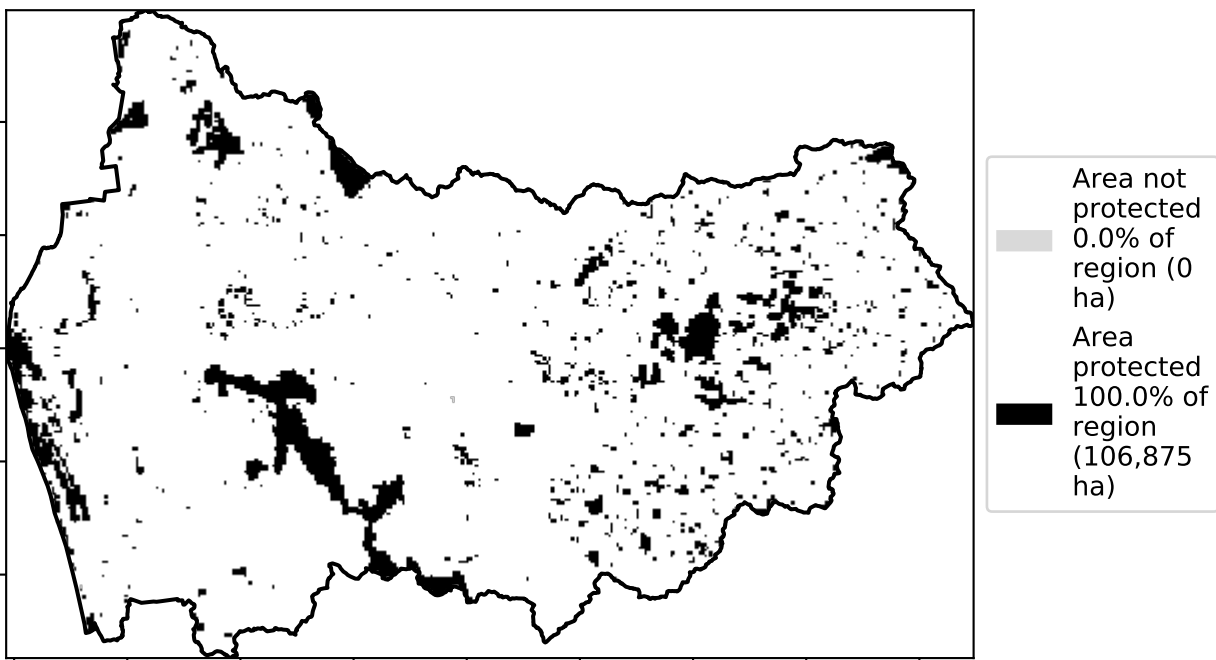 Area not
protected
0.0% of
region (0
ha)
Area
protected
100.0% of
region
(106,875
ha)